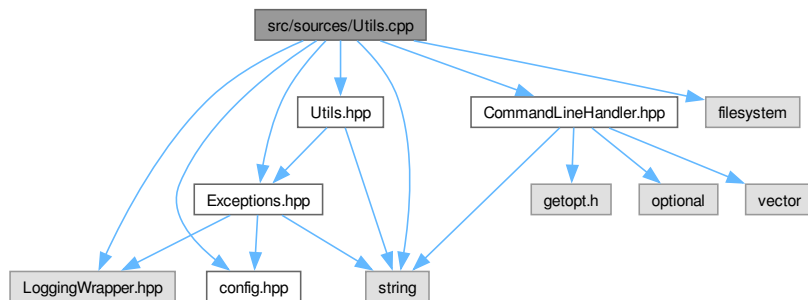 src/sources/Utils.cpp
Utils.hpp
CommandLineHandler.hpp
filesystem
Exceptions.hpp
getopt.h
optional
vector
LoggingWrapper.hpp
config.hpp
string